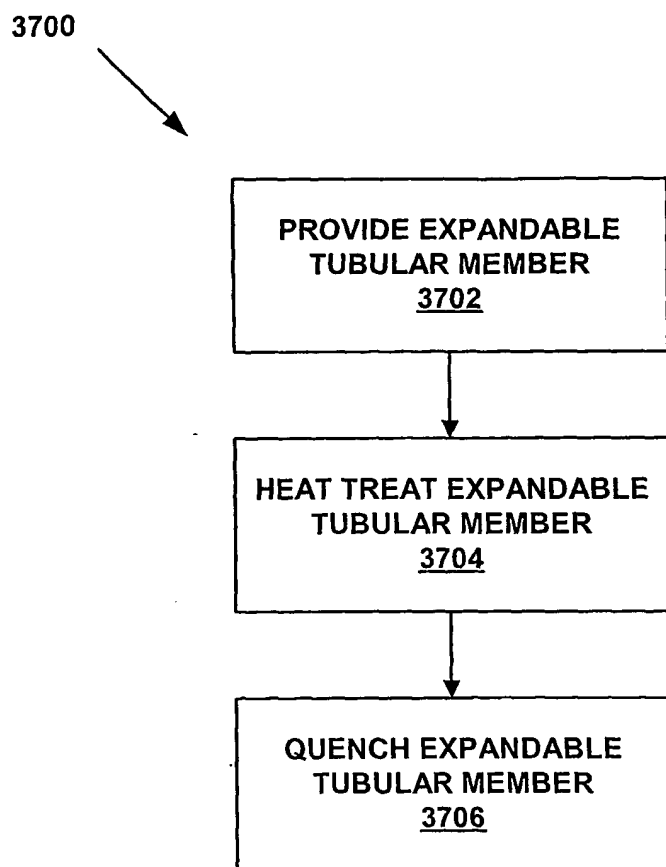 3700
PROVIDE EXPANDABLE
TUBULAR MEMBER
3702
HEAT TREAT EXPANDABLE
TUBULAR MEMBER
3704
QUENCH EXPANDABLE
TUBULAR MEMBER
3706